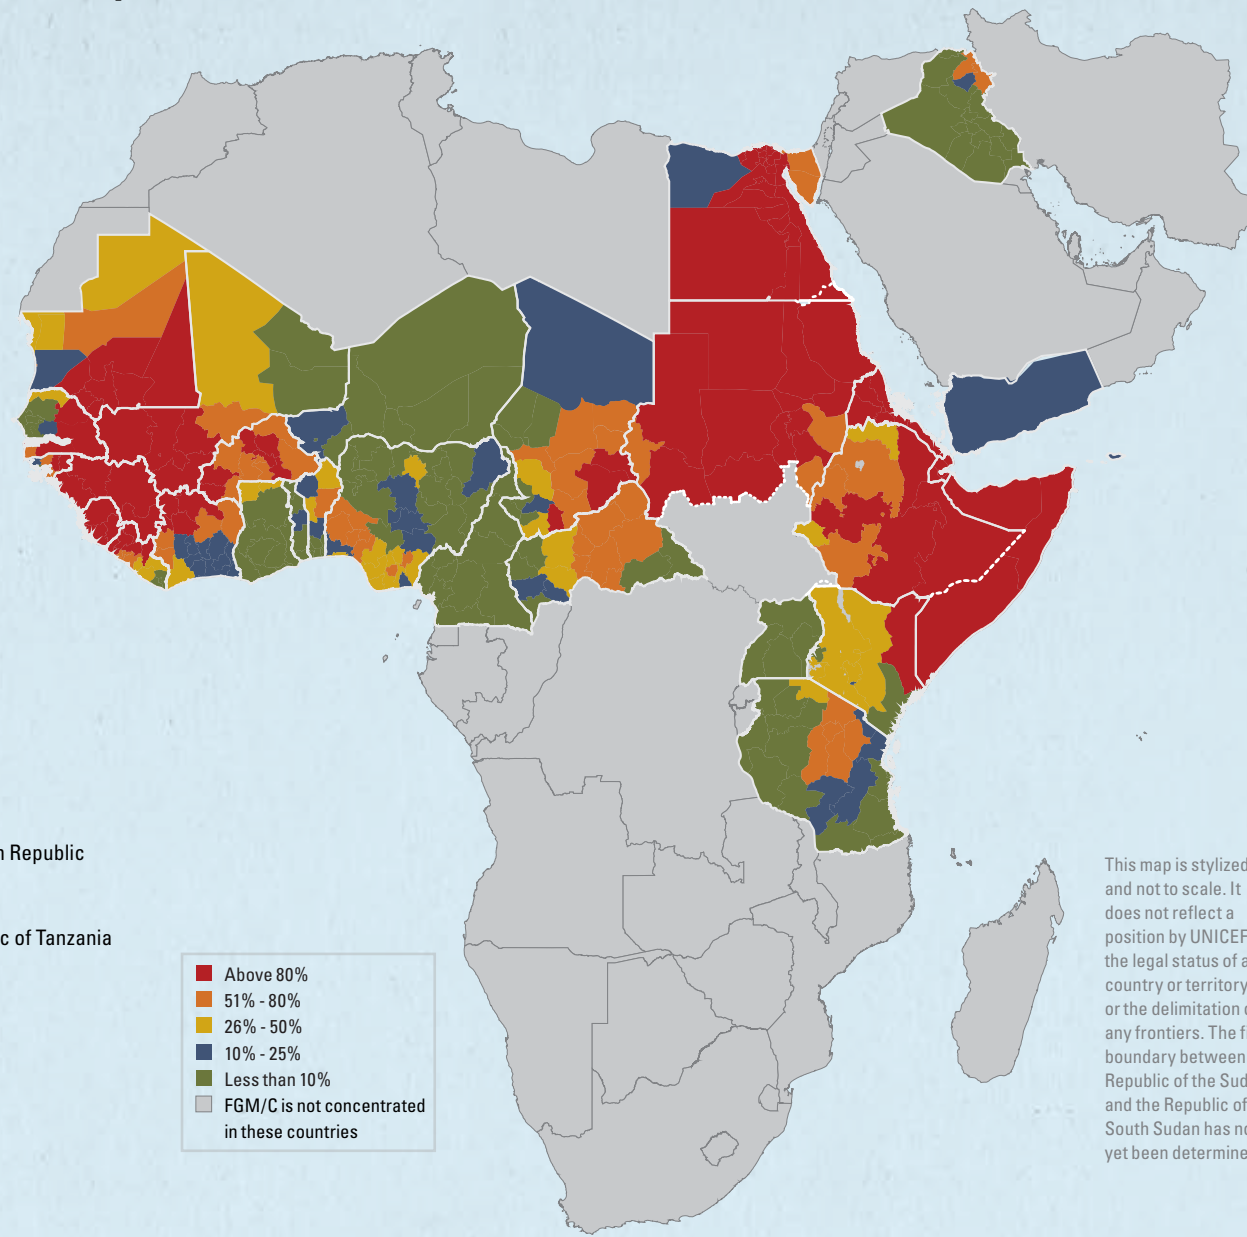 n Republic
c of Tanzania
Above 80%
51% - 80%
26% - 50%
10% - 25%
Less than 10%
FGM/C is not concentrated
in these countries
This map is stylized
and not to scale. It
does not reflect a
position by UNICEF
the legal status of a
country or territory
or the delimitation o
any frontiers. The f
boundary between
Republic of the Sud
and the Republic of
South Sudan has no
yet been determine